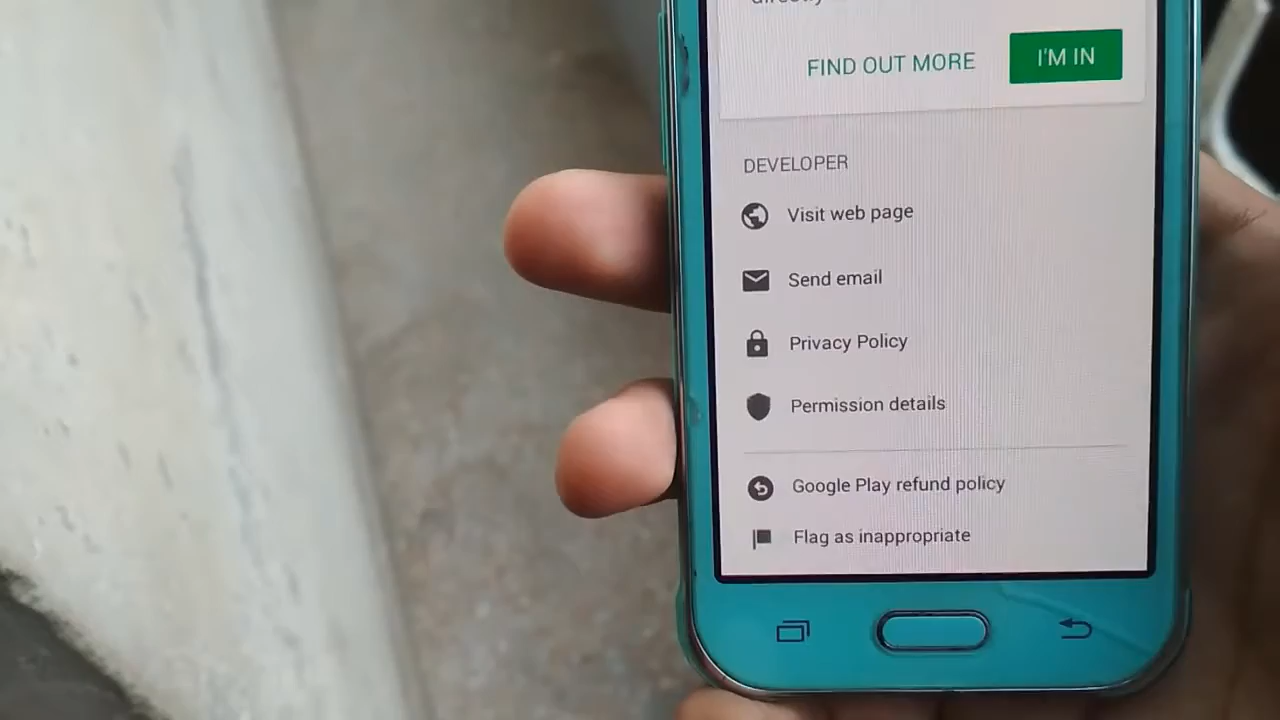 directly
FIND OUT MORE
I'M IN
DEVELOPER
Visit web page
Send email
Privacy Policy
Permission details
Google Play refund policy
Flag as inappropriate